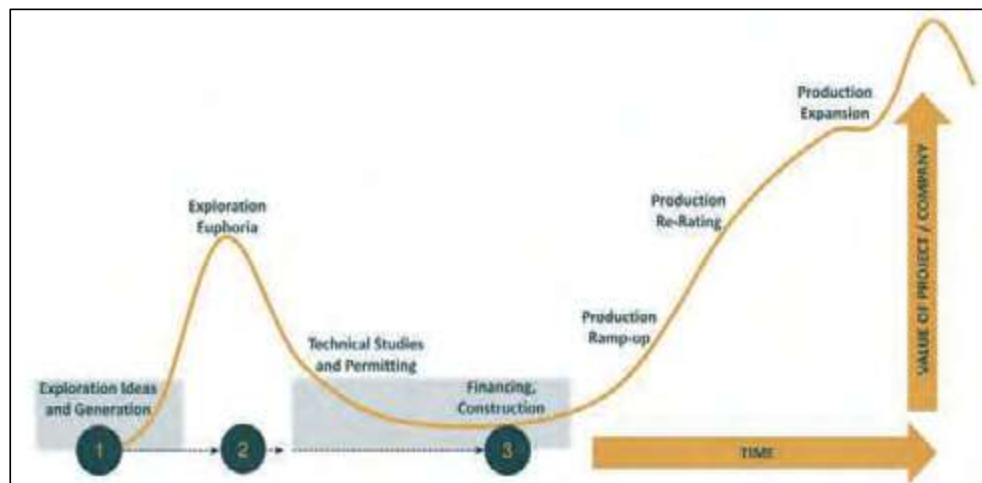 Production
Expansion
Exploration
Euphoria
Production
Re-Rating
VALUE OF PROJECT / COMPANY
Production
Ramp-up
Technical Studies
and Permitting
Exploration Ideas
and Generation
Financing,
Construction
1
2
3
TIME